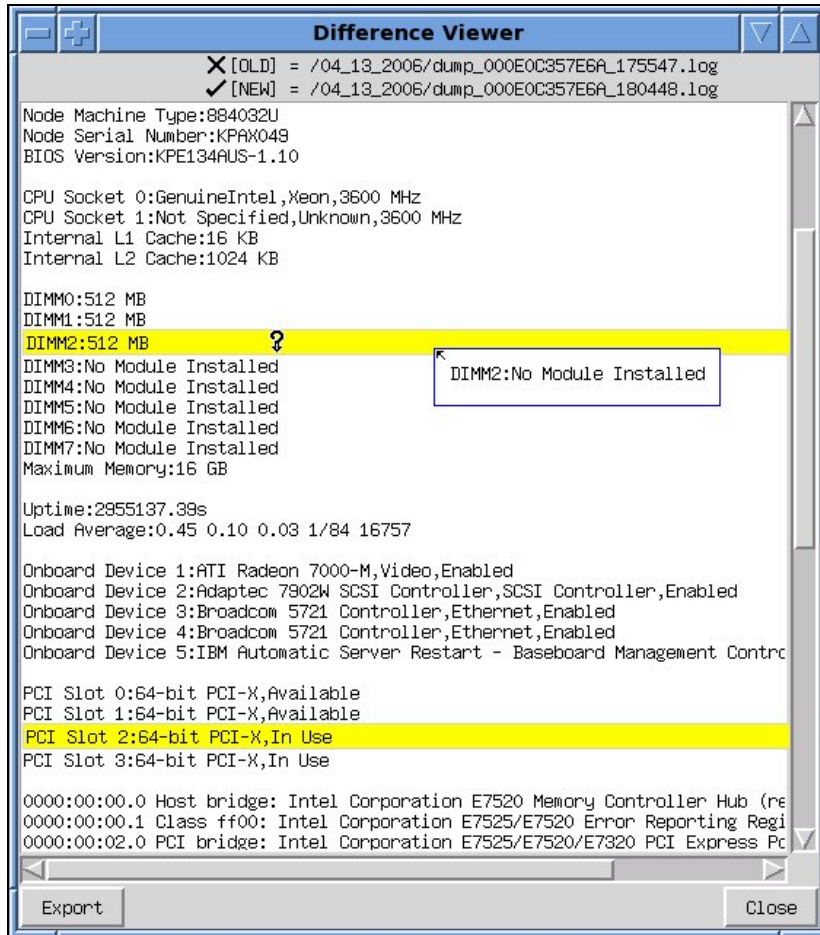 Difference Viewer
[OLD] = /04_13_2006/dump_000E0C357E6A_175547.log
[NEW] = /04_13_2006/dump_000E0C357E6A_180448.log
Node Machine Type:884032U
Node Serial Number:KPAX049
BIOS Version:KPE134AUS-1.10
CPU Socket 0:GenuineIntel,Xeon,3600 MHz
CPU Socket 1:Not Specified,Unknown,3600 MHz
Internal L1 Cache:16 KB
Internal L2 Cache:1024 KB
DIMM0:512 MB
DIMM1:512 MB
DIMM2:512 MB
DIMM2:No Module Installed
DIMM3:No Module Installed
DIMM4:No Module Installed
DIMM5:No Module Installed
DIMM6:No Module Installed
DIMM7:No Module Installed
Maximum Memory:16 GB
Uptime:2955137.39s
Load Average:0.45 0.10 0.03 1/84 16757
Onboard Device 1:ATI Radeon 7000-M,Video,Enabled
Onboard Device 2:Adaptec 7902W SCSI Controller,SCSI Controller,Enabled
Onboard Device 3:Broadcom 5721 Controller,Ethernet,Enabled
Onboard Device 4:Broadcom 5721 Controller,Ethernet,Enabled
Onboard Device 5:IBM Automatic Server Restart - Baseboard Management Contro
PCI Slot 0:64-bit PCI-X,Available
PCI Slot 1:64-bit PCI-X,Available
PCI Slot 2:64-bit PCI-X,In Use
PCI Slot 3:64-bit PCI-X,In Use
0000:00:00.0 Host bridge: Intel Corporation E7520 Memory Controller Hub (re
0000:00:00.1 Class ff00: Intel Corporation E7525/E7520 Error Reporting Regi
0000:00:02.0 PCI bridge: Intel Corporation E7525/E7520/E7320 PCI Express Po
Export
Close